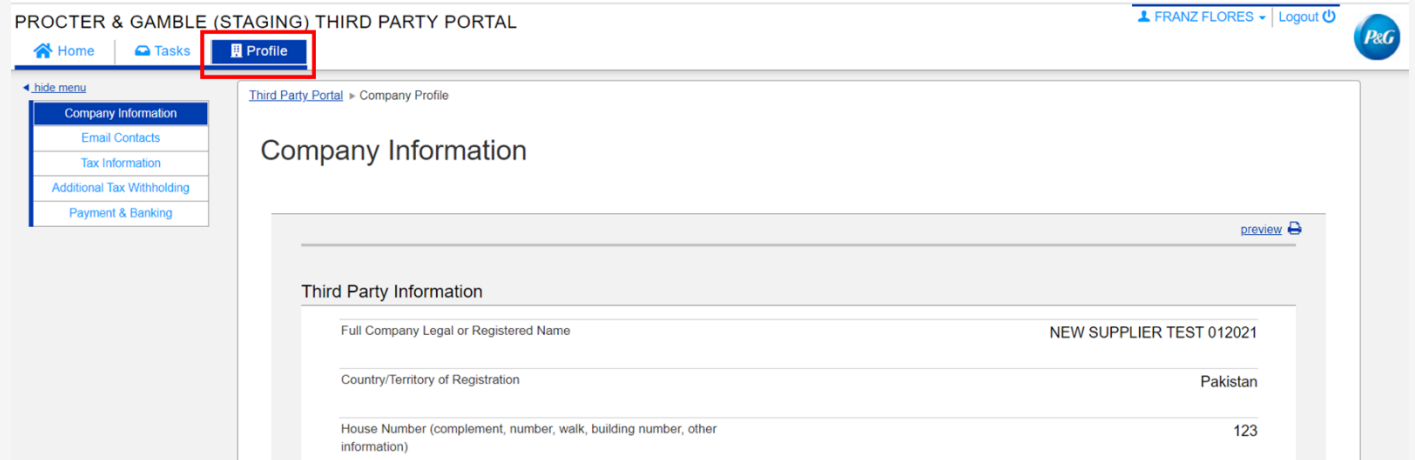 PROCTER & GAMBLE (STAGING) THIRD PARTY PORTAL
FRANZ FLORES Logout
P&G
Home Tasks Profile
hide menu
Company Information
Email Contacts
Tax Information
Additional Tax Withholding
Payment & Banking
Third Party Portal Company Profile
Company Information
preview
Third Party Information
Full Company Legal or Registered Name NEW SUPPLIER TEST 012021
Country/Territory of Registration Pakistan
House Number (complement, number, walk, building number, other 123
information)